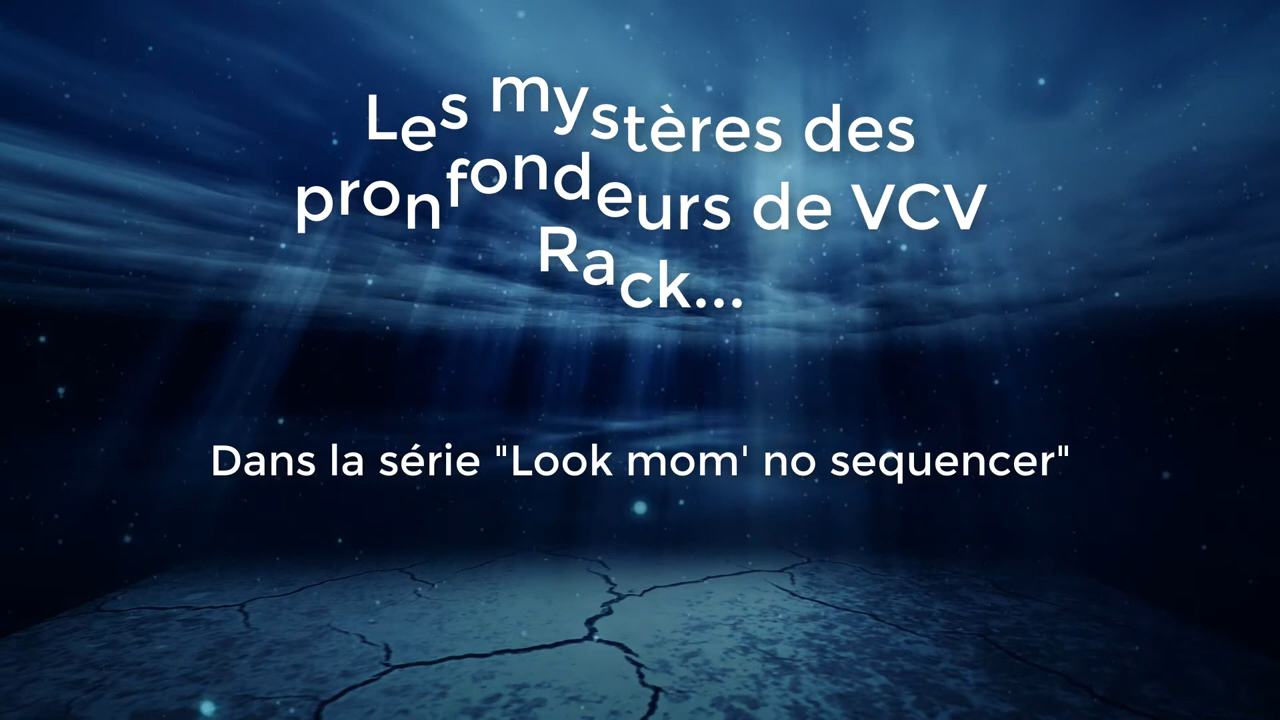 Les mystères des
pronfondeurs de VCV
Rack...
Dans la série "Look mom' no sequencer"